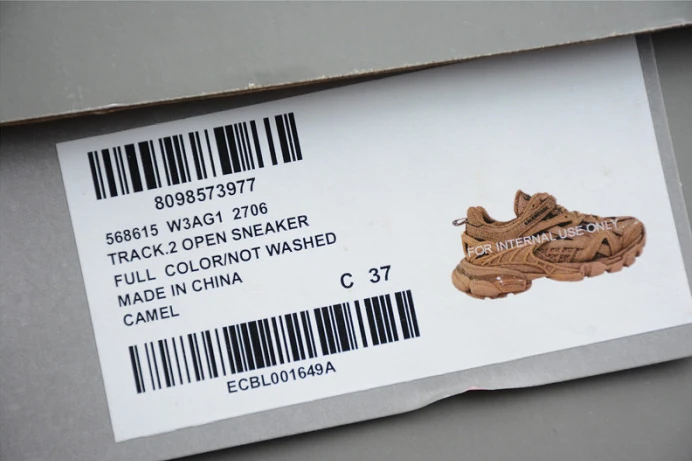 8098573977
568615 W3AG1 2706
TRACK.2 OPEN SNEAKER
FULL COLOR/NOT WASHED
MADE IN CHINA
CAMEL
C 37
ECBL001649A
FOR INTERNAL USE ONLY